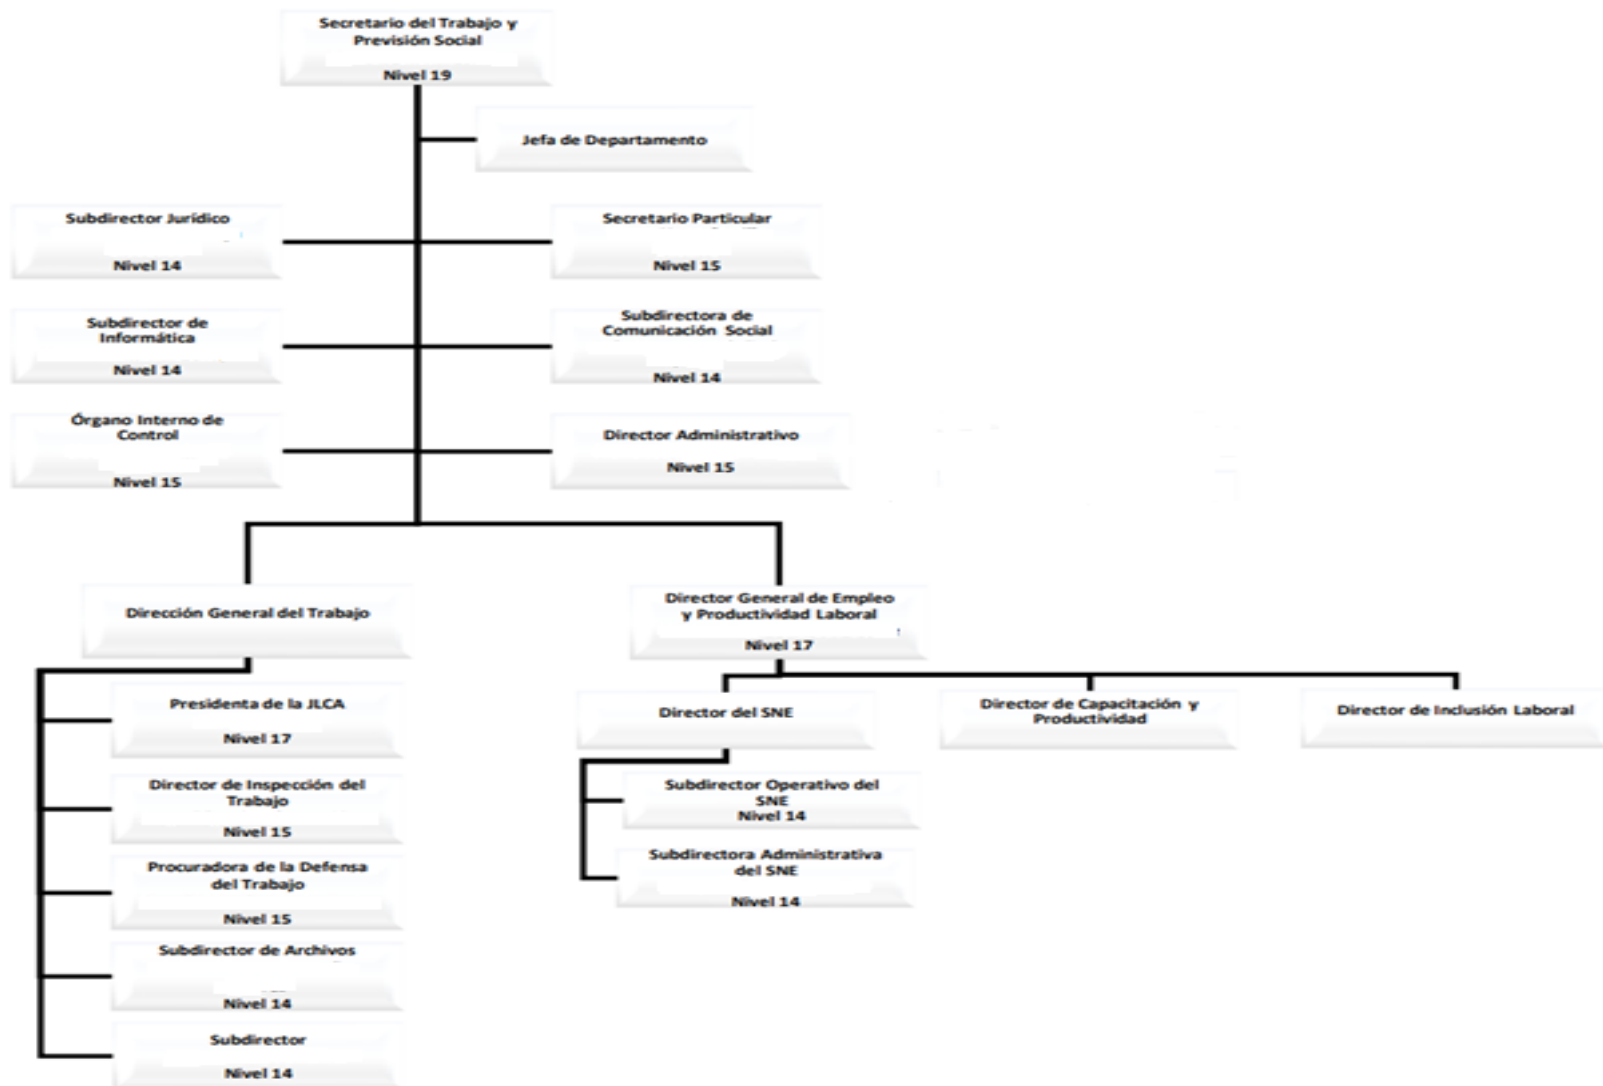 Secretario del Trabajo y
Previsión Social
Nivel 19
Jefa de Departamento
Subdirector Jurídico
Nivel 14
Secretario Particular
Nivel 15
Subdirector de
Informática
Nivel 14
Subdirectora de
Comunicación Social
Nivel 14
Órgano Interno de
Control
Nivel 15
Director Administrativo
Nivel 15
Dirección General del Trabajo
Director General de Empleo
y Productividad Laboral
Nivel 17
Presidenta de la JLCA
Nivel 17
Director de Inspección del
Trabajo
Nivel 15
Procuradora de la Defensa
del Trabajo
Nivel 15
Subdirector de Archivos
Nivel 14
Subdirector
Nivel 14
Director del SNE
Subdirector Operativo del
SNE
Nivel 14
Subdirectora Administrativa
del SNE
Nivel 14
Director de Capacitación y
Productividad
Director de Inclusión Laboral